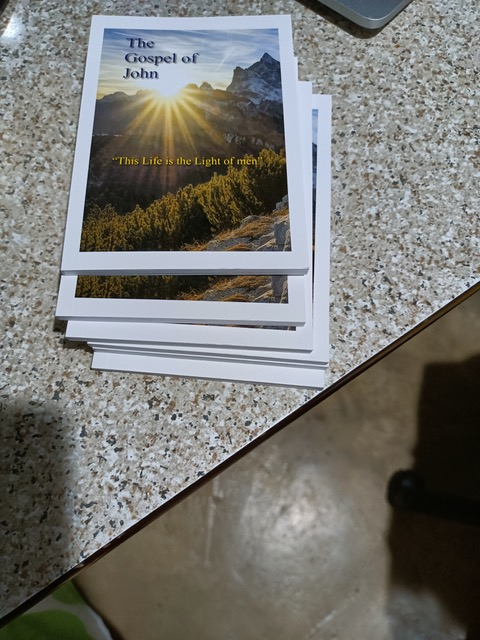 The
Gospel of
John
"This Life is the Light of men"